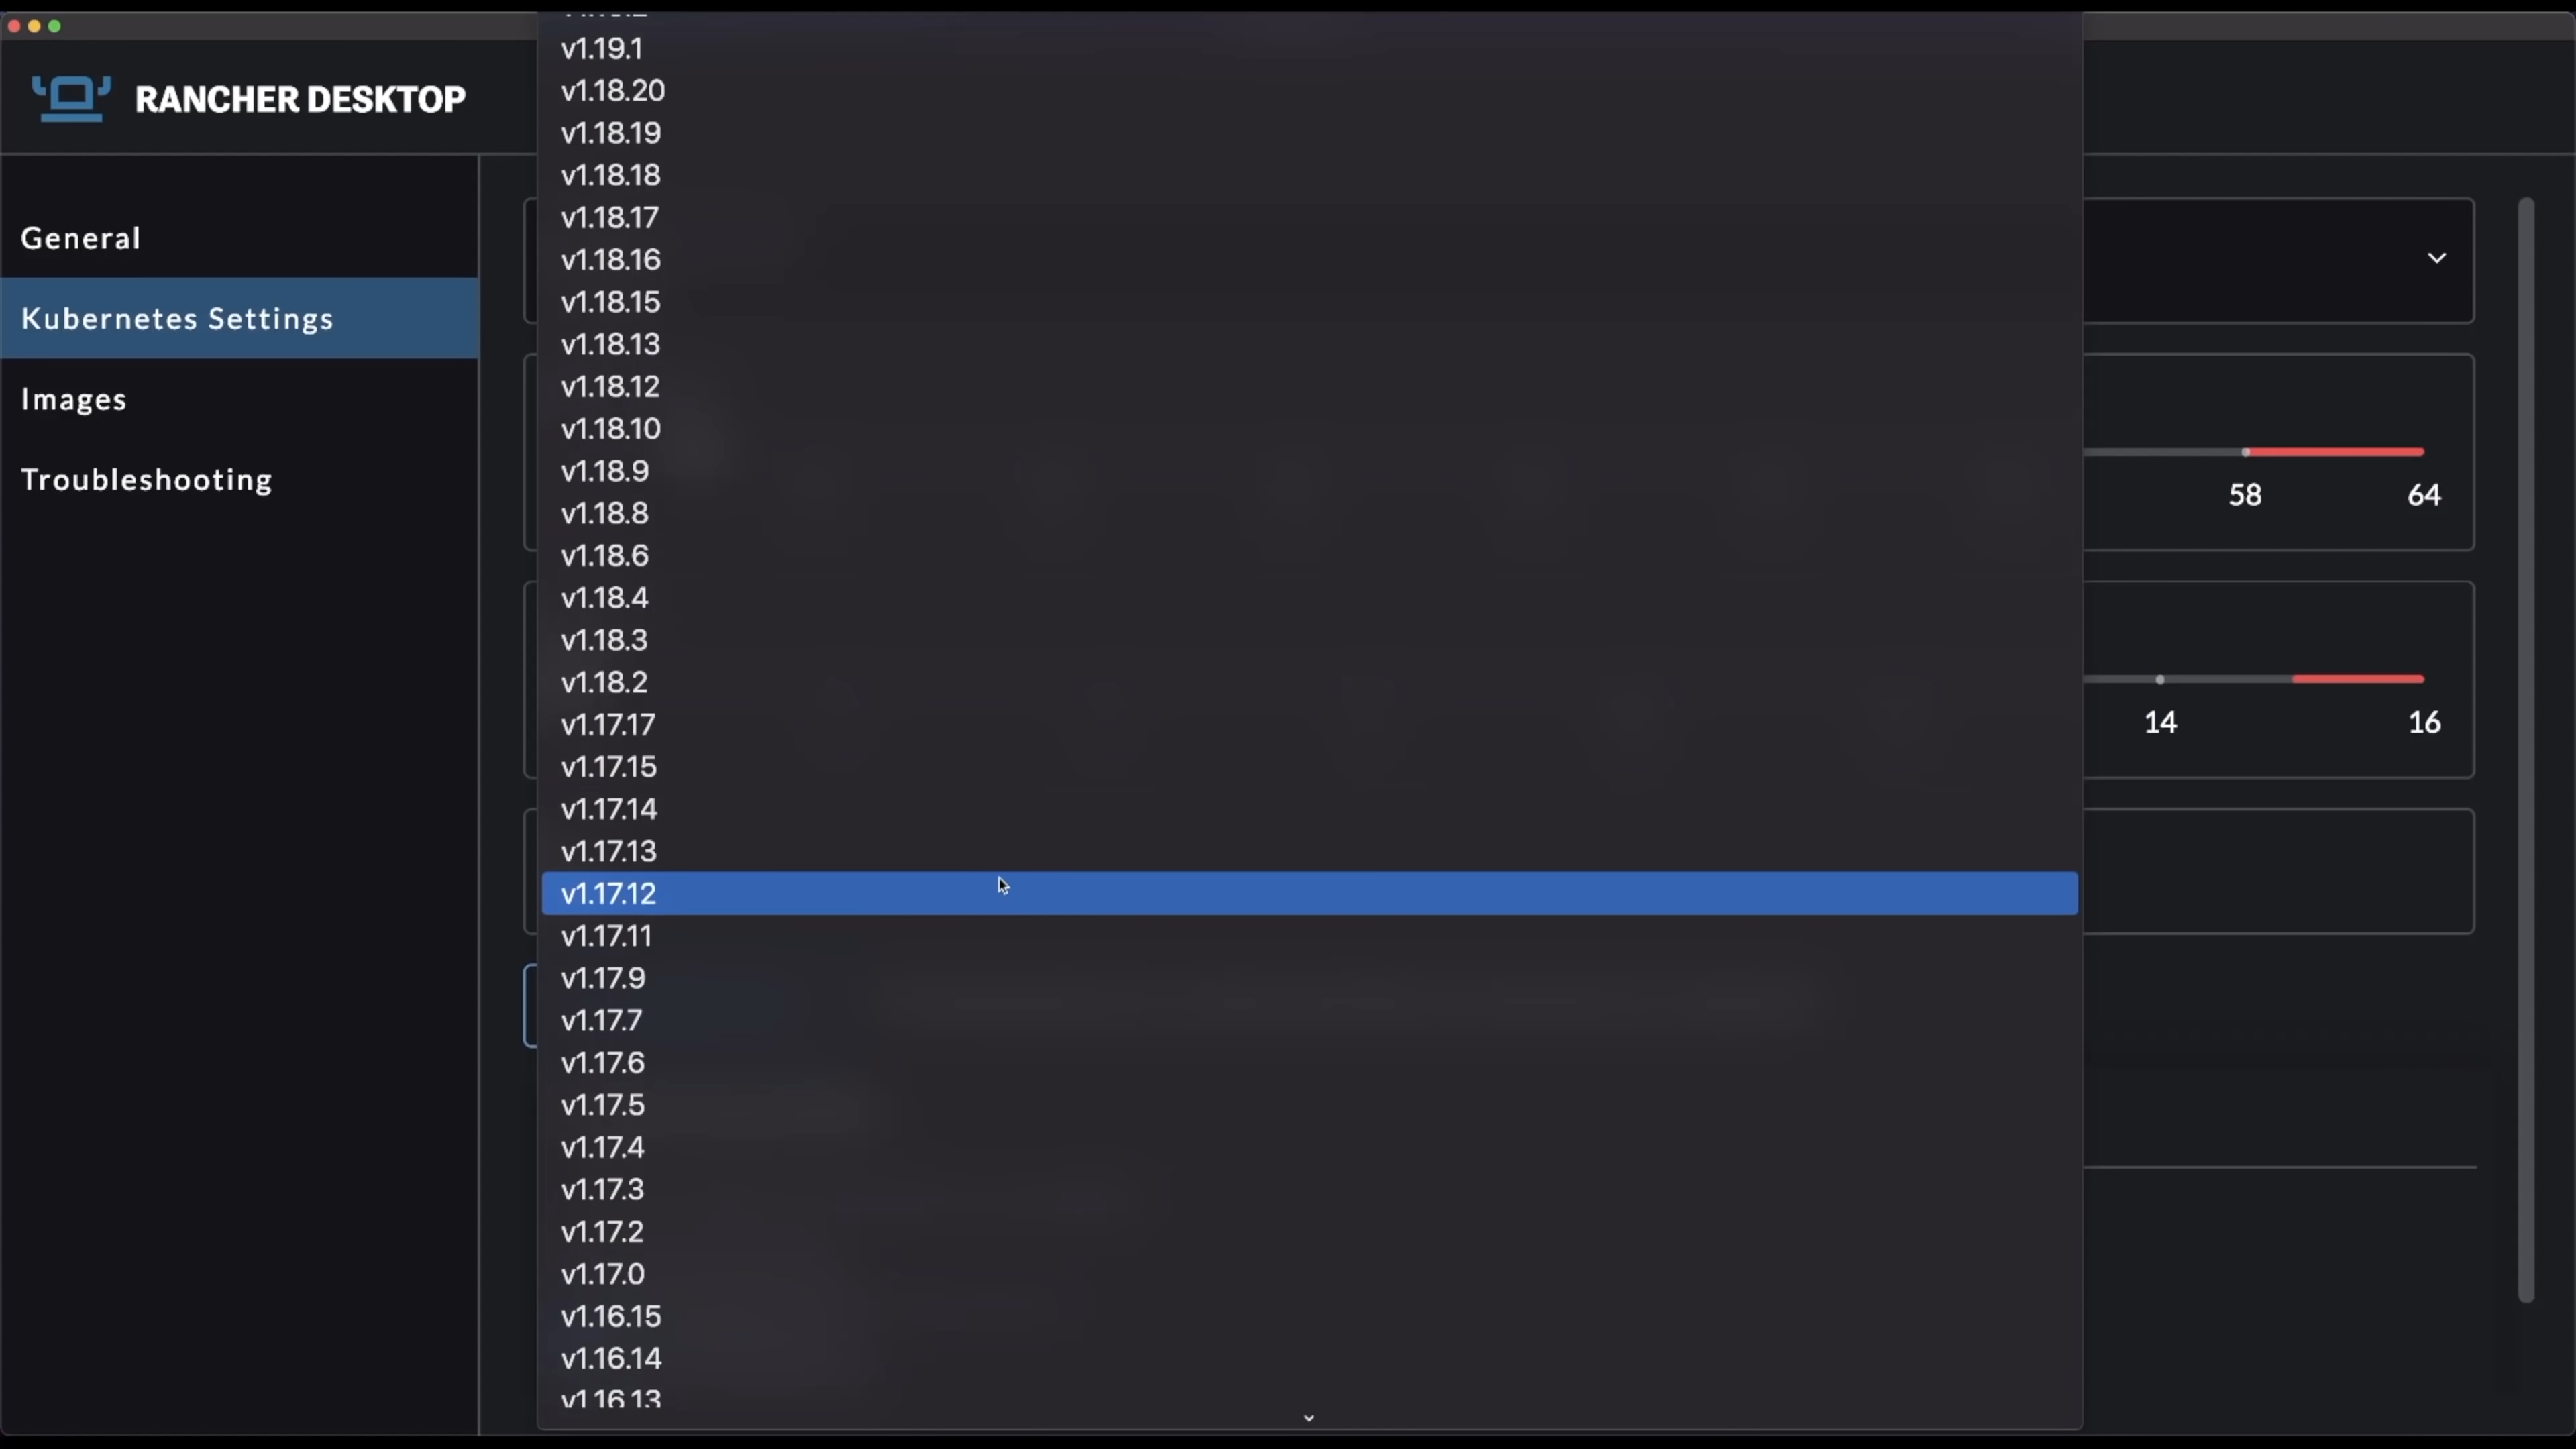 RANCHER DESKTOP
General
Kubernetes Settings
Images
Troubleshooting
v1.19.1
v1.18.20
v1.18.19
v1.18.18
v1.18.17
v1.18.16
v1.18.15
v1.18.13
v1.18.12
v1.18.10
v1.18.9
v1.18.8
v1.18.6
v1.18.4
v1.18.3
v1.18.2
v1.17.17
v1.17.15
v1.17.14
v1.17.13
v1.17.12
v1.17.11
v1.17.9
v1.17.7
v1.17.6
v1.17.5
v1.17.4
v1.17.3
v1.17.2
v1.17.0
v1.16.15
v1.16.14
v1.16.13
58 64
14 16